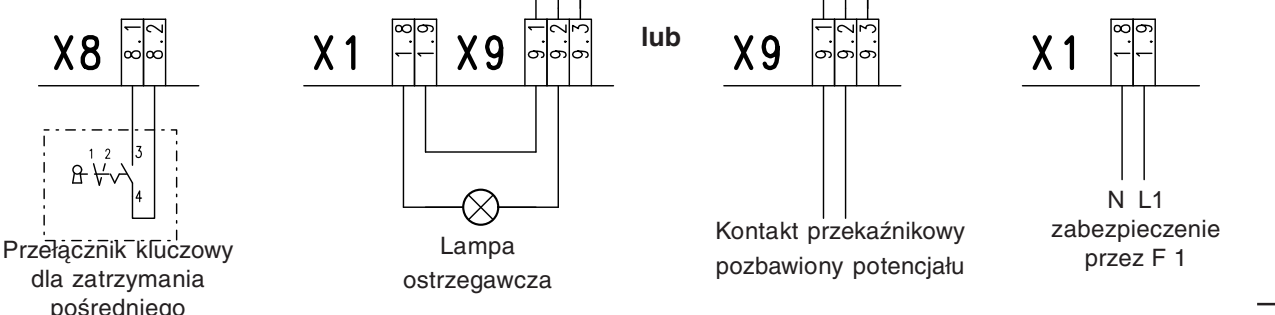 X8 8.1 8.2
X1 1.8 1.9 X9 9.1 9.2 9.3
lub
X9 9.1 9.2 9.3
X1 1.8 1.9
1 2 3
4
Przełącznik kluczowy
dla zatrzymania
pośredniego
Lampa
ostrzegawcza
Kontakt przekaźnikowy
pozbawiony potencjału
N L1
zabezpieczenie
przez F 1